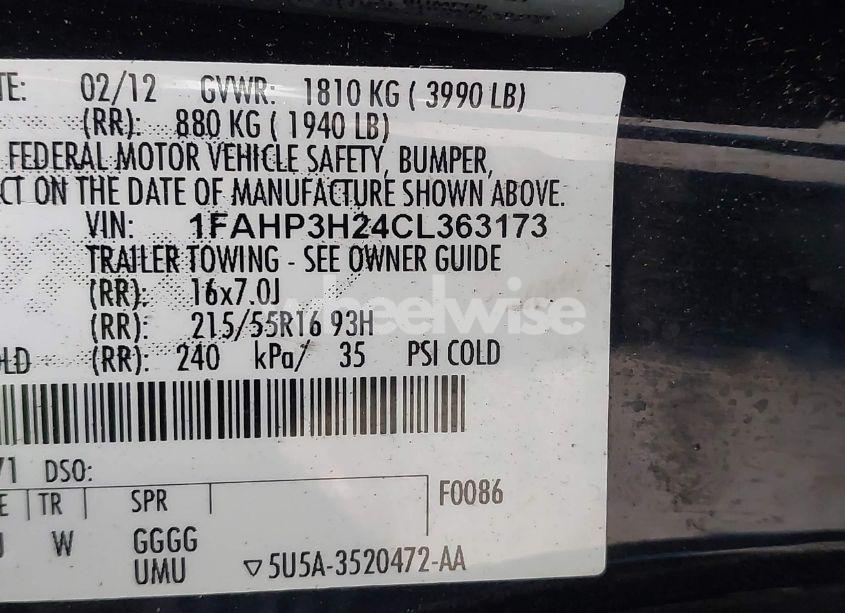 TE: 02/12 GVWR: 1810 KG ( 3990 LB)
(RR): 880 KG ( 1940 LB)
FEDERAL MOTOR VEHICLE SAFETY, BUMPER,
CT ON THE DATE OF MANUFACTURE SHOWN ABOVE.
VIN: 1FAHP3H24CL363173
TRAILER TOWING - SEE OWNER GUIDE
(RR): 16x7.0J
wheelwise
(RR): 215/55R16 93H
OLD (RR): 240 kPa/ 35 PSI COLD
71 DSO:
E TR SPR
F0086
W GGGG
UMU
▽5U5A-3520472-AA